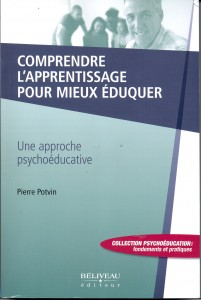 COMPRENDRE
L'APPRENTISSAGE
POUR MIEUX ÉDUQUER
Une approche
psychoéducative
Pierre Potvin
COLLECTION PSYCHOÉDUCATION:
fondements et pratiques
BÉLIVEAU
éditeur